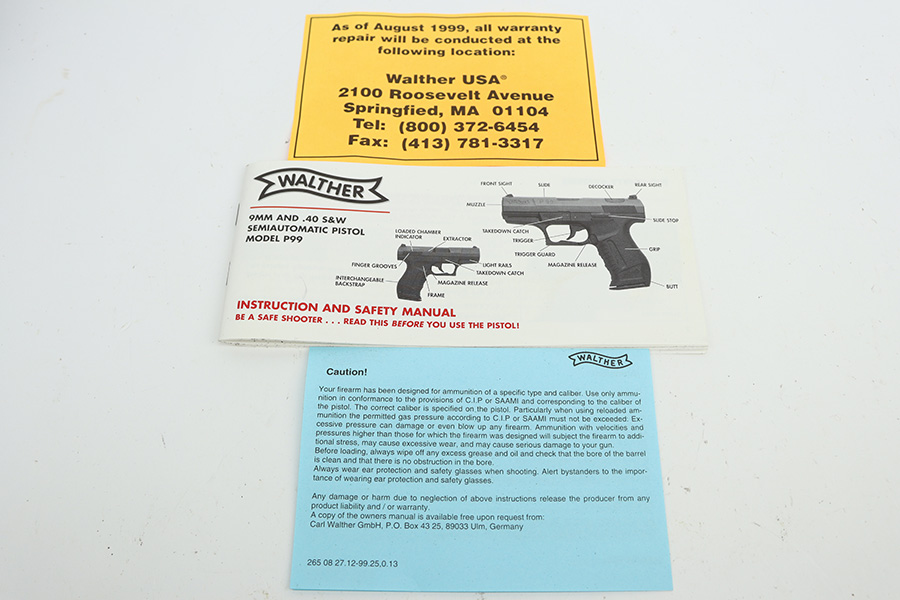 As of August 1999, all warranty
repair will be conducted at the
following location:
Walther USA®
2100 Roosevelt Avenue
Springfied, MA 01104
Tel: (800) 372-6454
Fax: (413) 781-3317
WALTHER
9MM AND .40 S&W
SEMIAUTOMATIC PISTOL
MODEL P99
FRONT SIGHT
SLIDE
DECOCKER
REAR SIGHT
MUZZLE
SLIDE STOP
TAKEDOWN CATCH
TRIGGER
TRIGGER GUARD
GRIP
MAGAZINE RELEASE
BUTT
LOADED CHAMBER
INDICATOR
EXTRACTOR
FINGER GROOVES
LIGHT RAILS
TAKEDOWN CATCH
INTERCHANGEABLE
BACKSTRAP
MAGAZINE RELEASE
FRAME
INSTRUCTION AND SAFETY MANUAL
BE A SAFE SHOOTER . . . READ THIS BEFORE YOU USE THE PISTOL!
WALTHER
Caution!
Your firearm has been designed for ammunition of a specific type and caliber. Use only ammu-
nition in conformance to the provisions of C.I.P or SAAMI and corresponding to the caliber of
the pistol. The correct caliber is specified on the pistol. Particularly when using reloaded am-
munition the permitted gas pressure according to C.I.P or SAAMI must not be exceeded. Ex-
cessive pressure can damage or even blow up any firearm. Ammunition with velocities and
pressures higher than those for which the firearm was designed will subject the firearm to addi-
tional stress, may cause excessive wear, and may cause serious damage to your gun.
Before loading, always wipe off any excess grease and oil and check that the bore of the barrel
is clean and that there is no obstruction in the bore.
Always wear ear protection and safety glasses when shooting. Alert bystanders to the impor-
tance of wearing ear protection and safety glasses.
Any damage or harm due to neglection of above instructions release the producer from any
product liability and / or warranty.
A copy of the owners manual is available free upon request from:
Carl Walther GmbH, P.O. Box 43 25, 89033 Ulm, Germany
265 08 27.12-99.25,0.13